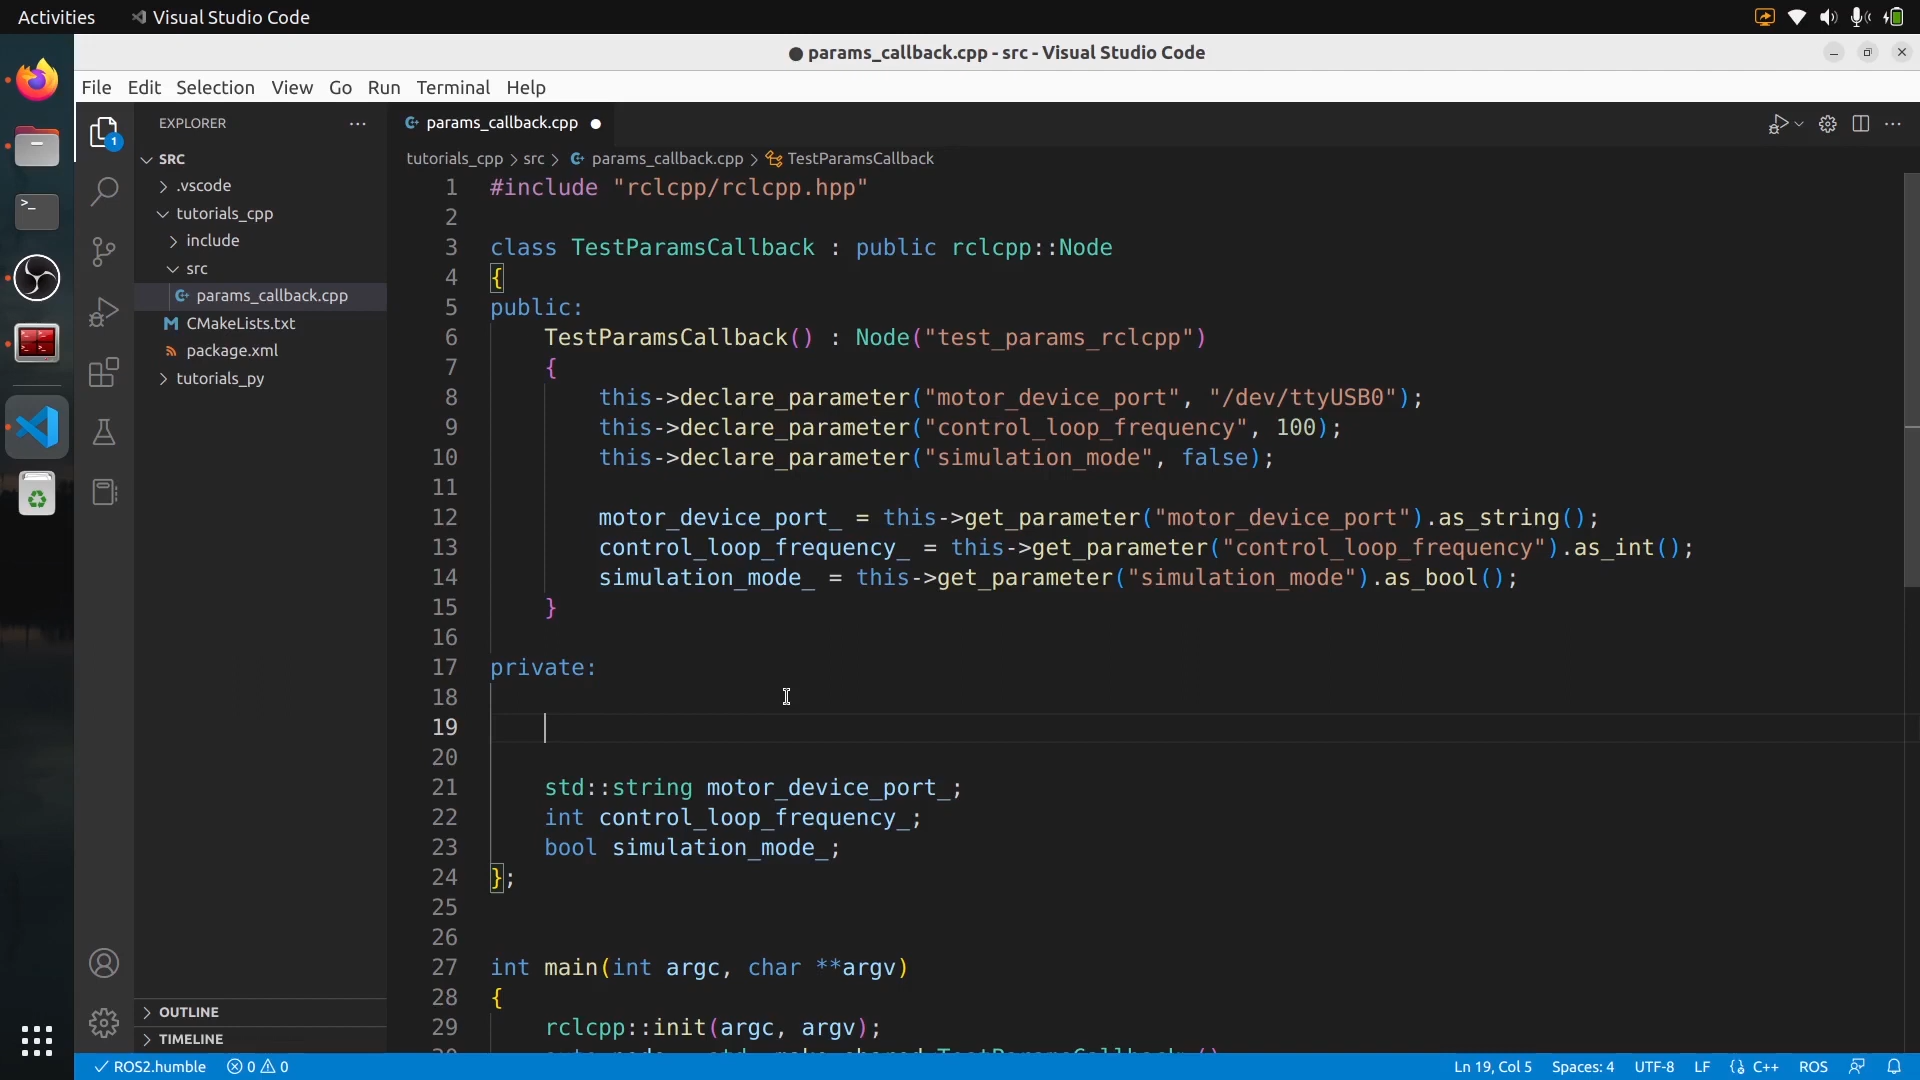 Activities
Visual Studio Code
params_callback.cpp - src - Visual Studio Code
File Edit Selection View Go Run Terminal Help
EXPLORER
SRC
.vscode
tutorials_cpp
include
src
params_callback.cpp
CMakeLists.txt
package.xml
tutorials_py
OUTLINE
TIMELINE
1
params_callback.cpp
tutorials_cpp > src > params_callback.cpp > TestParamsCallback
1 #include "rclcpp/rclcpp.hpp"
2
3 class TestParamsCallback : public rclcpp::Node
4 {
5 public:
6     TestParamsCallback() : Node("test_params_rclcpp")
7     {
8         this->declare_parameter("motor_device_port", "/dev/ttyUSB0");
9         this->declare_parameter("control_loop_frequency", 100);
10         this->declare_parameter("simulation_mode", false);
11
12         motor_device_port_ = this->get_parameter("motor_device_port").as_string();
13         control_loop_frequency_ = this->get_parameter("control_loop_frequency").as_int();
14         simulation_mode_ = this->get_parameter("simulation_mode").as_bool();
15     }
16
17 private:
18
19
20
21     std::string motor_device_port_;
22     int control_loop_frequency_;
23     bool simulation_mode_;
24 };
25
26
27 int main(int argc, char **argv)
28 {
29     rclcpp::init(argc, argv);
ROS2.humble 0 0 Ln 19, Col 5 Spaces: 4 UTF-8 LF {} C++ ROS